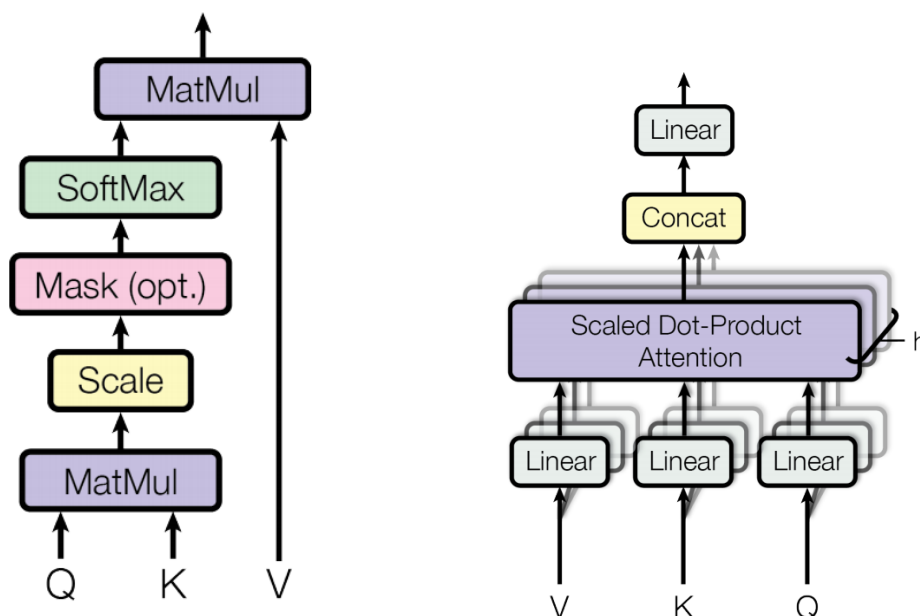 MatMul
SoftMax
Mask (opt.)
Scale
MatMul
Q K V
Linear
Concat
Scaled Dot-Product
Attention
h
Linear Linear Linear
V K Q